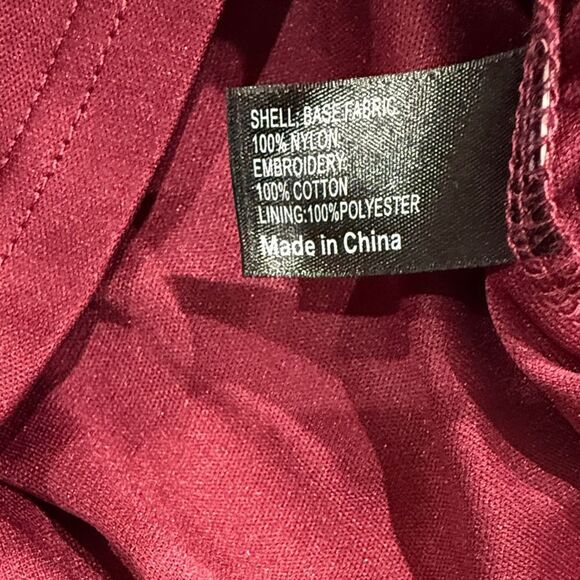 SHELL: BASE FABRIC
100% NYLON
EMBROIDERY
100% COTTON
LINING:100%POLYESTER
Made in China